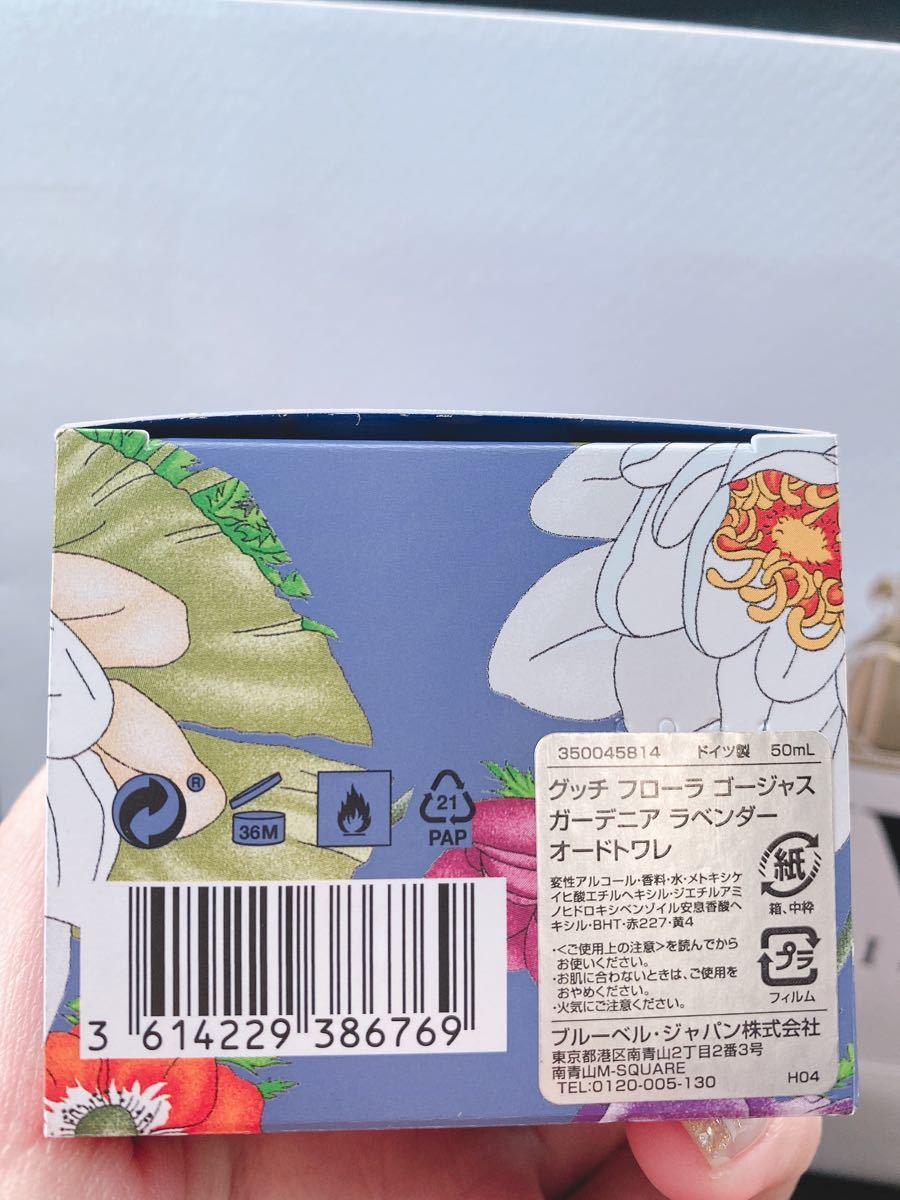 ®
36M
21
PAP
3 614229 386769
350045814 ドイツ製 50mL
グッチ フローラ ゴージャス
ガーデニア ラベンダー
オードトワレ
変性アルコール・香料・水・メトキシケ
イヒ酸エチルヘキシル・ジエチルアミ
ノヒドロキシベンゾイル安息香酸ヘ
キシル・BHT・赤227・黄4
紙
箱、中枠
・<ご使用上の注意>を読んでから
お使いください。
・お肌に合わないときは、ご使用を
おやめください。
・火気にご注意ください。
プラ
フィルム
ブルーベル・ジャパン株式会社
東京都港区南青山2丁目2番3号
南青山M-SQUARE
TEL:0120-005-130 H04